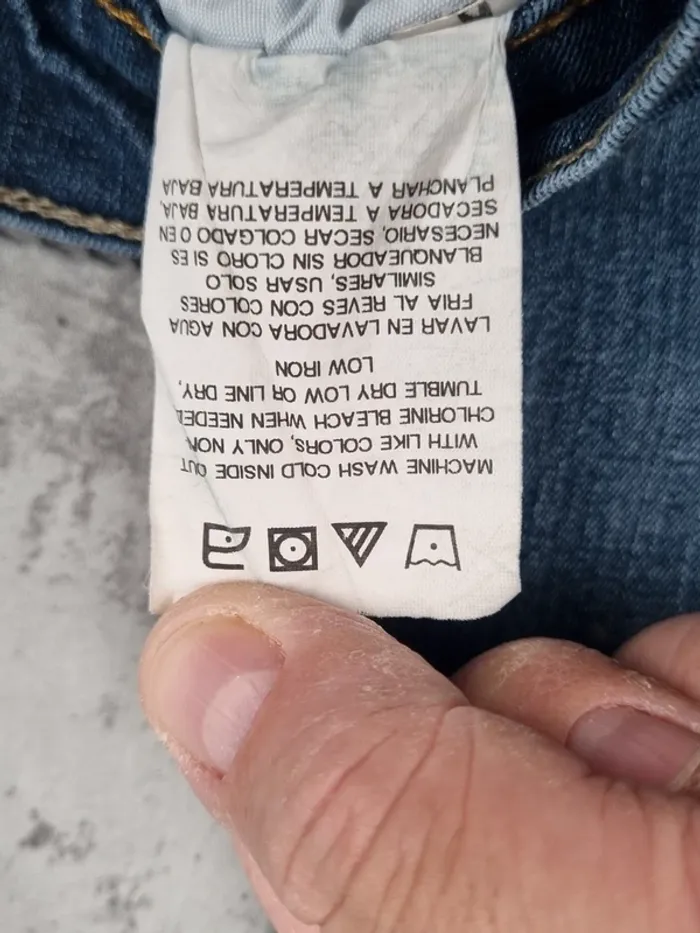 MACHINE WASH COLD INSIDE OUT
WITH LIKE COLORS, ONLY NON-
CHLORINE BLEACH WHEN NEEDED
TUMBLE DRY LOW OR LINE DRY,
LOW IRON
LAVAR EN LAVADORA CON AGUA
FRIA AL REVES CON COLORES
SIMILARES, USAR SOLO
BLANQUEADOR SIN CLORO SI ES
NECESARIO, SECAR COLGADO O EN
SECADORA A TEMPERATURA BAJA,
PLANCHAR A TEMPERATURA BAJA